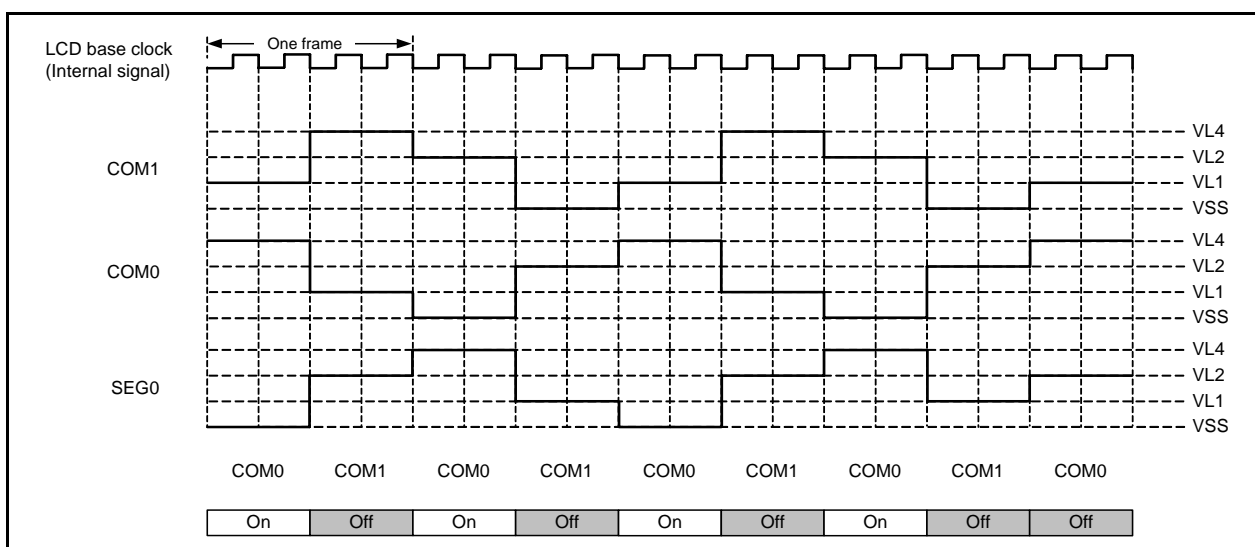 LCD base clock
(Internal signal)
One frame
COM1
VL4
VL2
VL1
VSS
COM0
VL4
VL2
VL1
VSS
SEG0
VL4
VL2
VL1
VSS
COM0 COM1 COM0 COM1 COM0 COM1 COM0 COM1 COM0
On Off On Off On Off On Off Off